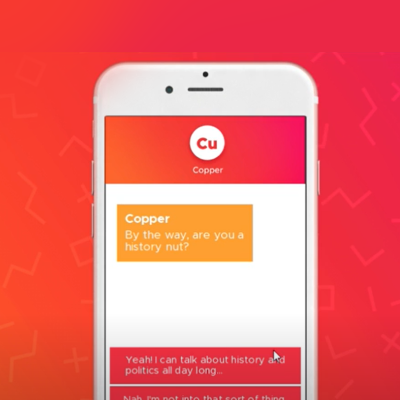 Cu
Copper
Copper
By the way, are you a
history nut?
Yeah! I can talk about history and
politics all day long...
Nah, I'm not into that sort of thing